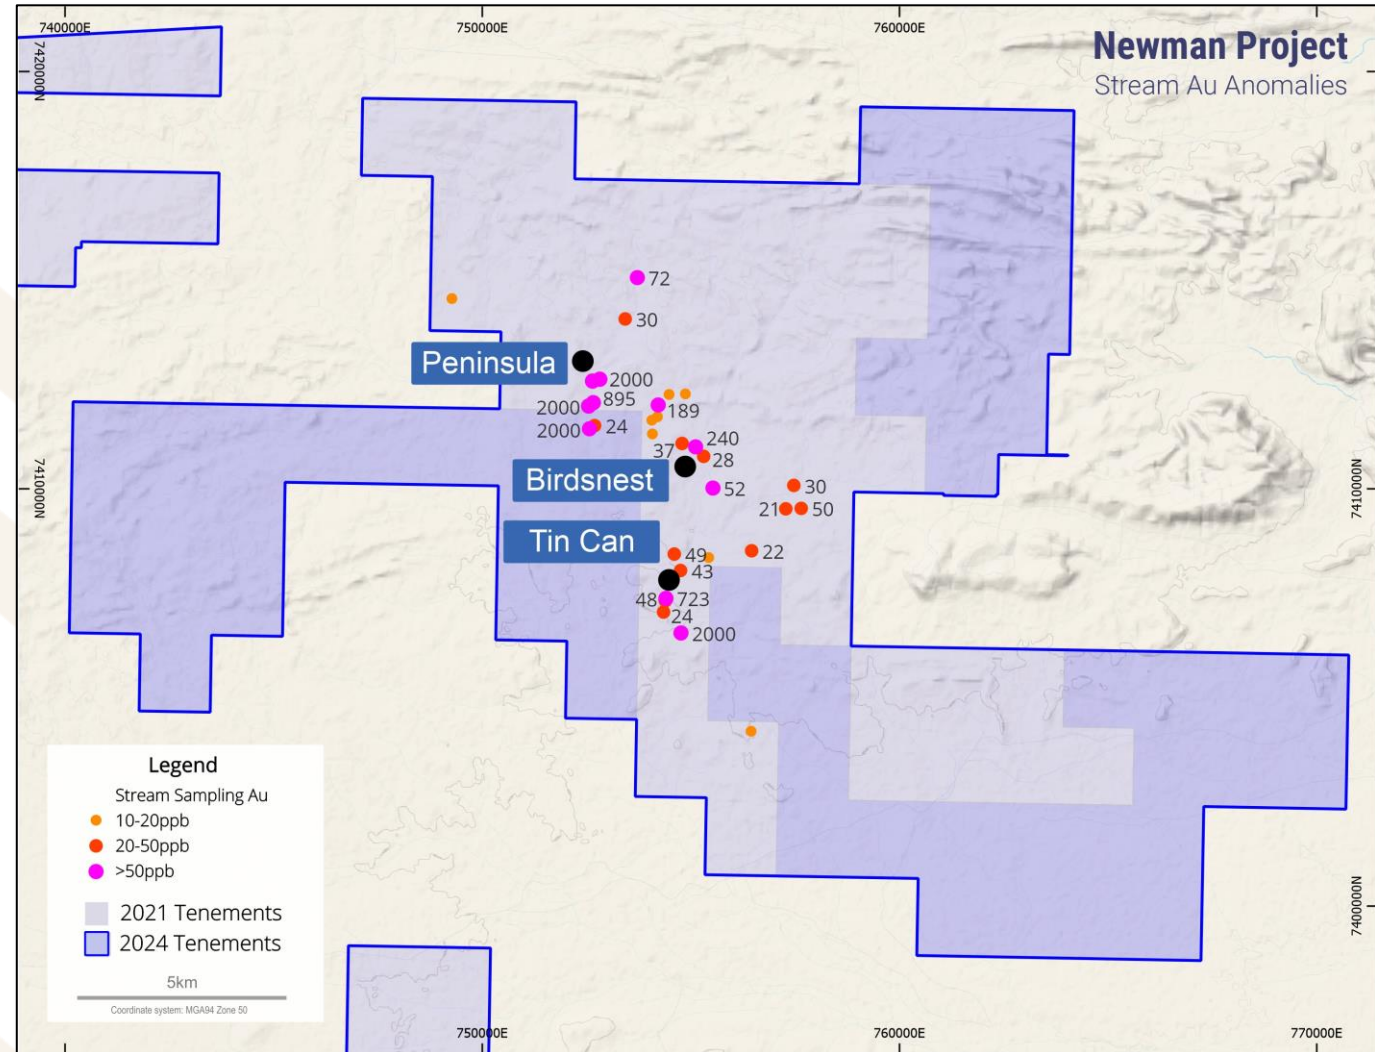 740000E
750000E
760000E
7420000N
Newman Project
Stream Au Anomalies
72
30
Peninsula
2000
895
2000
189
24
2000
240
37
28
Birdsnest
52
30
7410000N
7410000N
21
50
Tin Can
49
22
43
48
723
24
2000
Legend
Stream Sampling Au
10-20ppb
20-50ppb
>50ppb
2021 Tenements
2024 Tenements
7400000N
5km
Coordinate system: MGA94 Zone 50
750000E
760000E
770000E